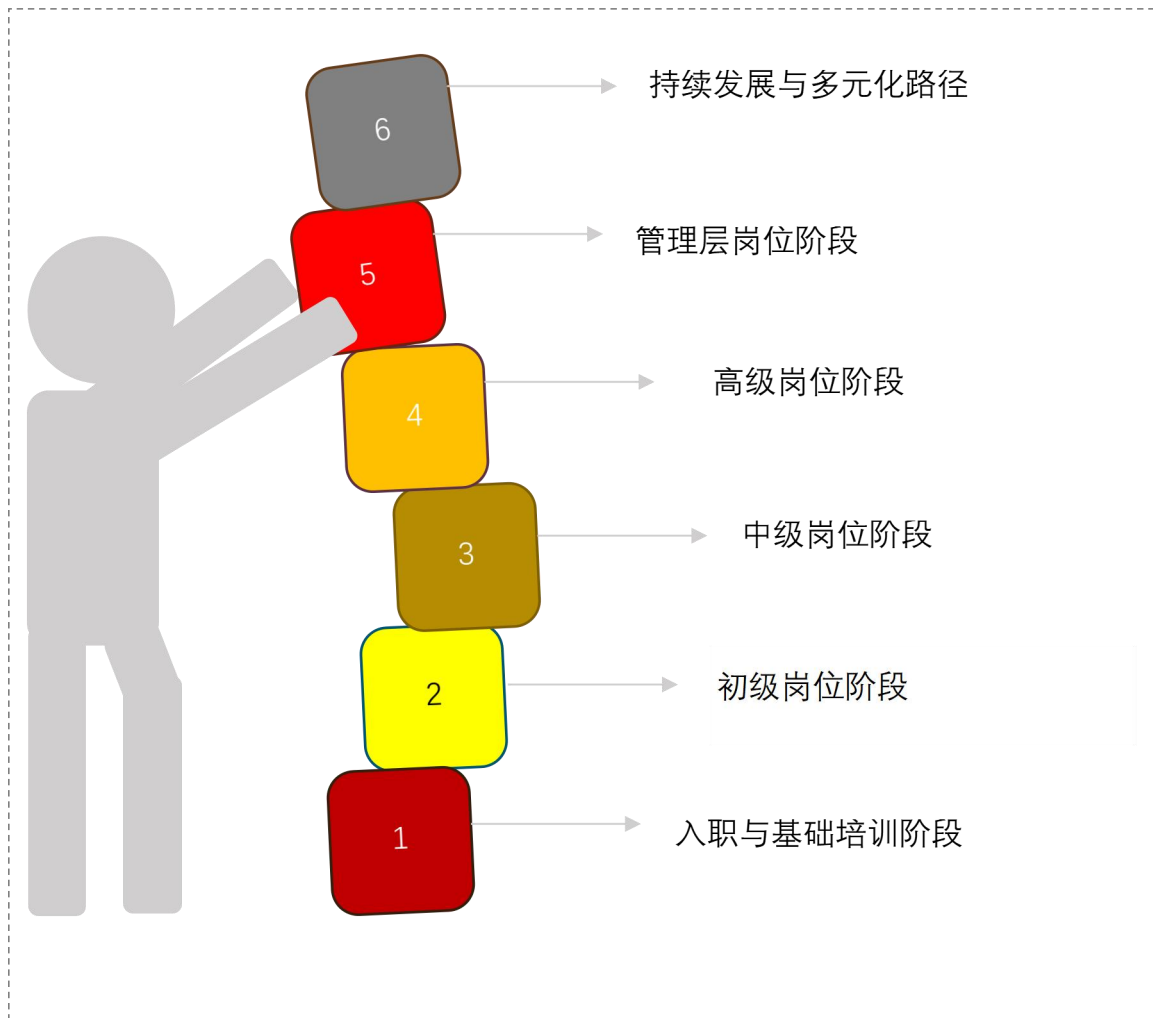 6
持续发展与多元化路径
5
管理层岗位阶段
4
高级岗位阶段
3
中级岗位阶段
2
初级岗位阶段
1
入职与基础培训阶段